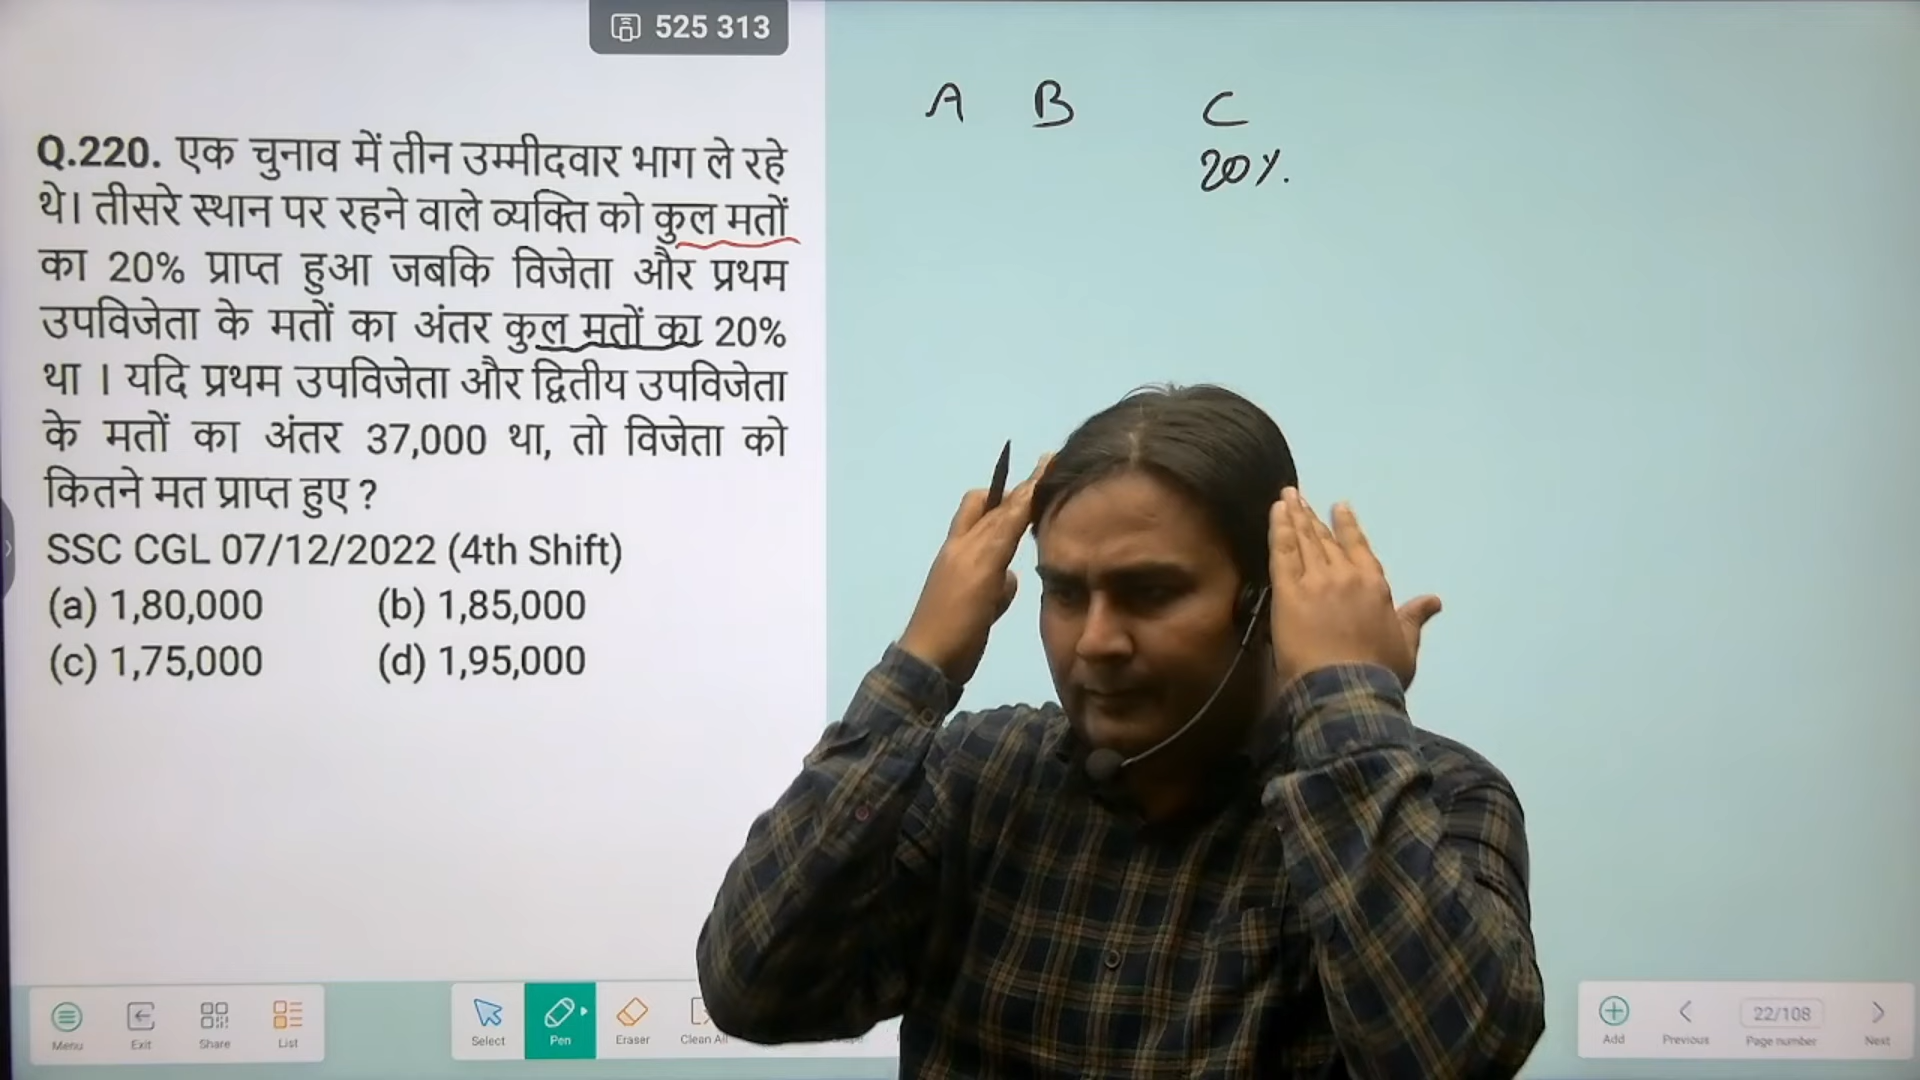 525 313
A B C
20%.
Q.220. एक चुनाव में तीन उम्मीदवार भाग ले रहे
थे। तीसरे स्थान पर रहने वाले व्यक्ति को कुल मतों
का 20% प्राप्त हुआ जबकि विजेता और प्रथम
उपविजेता के मतों का अंतर कुल मतों का 20%
था । यदि प्रथम उपविजेता और द्वितीय उपविजेता
के मतों का अंतर 37,000 था, तो विजेता को
कितने मत प्राप्त हुए ?
SSC CGL 07/12/2022 (4th Shift)
(a) 1,80,000 (b) 1,85,000
(c) 1,75,000 (d) 1,95,000
Menu Exit Share List Select Pen Eraser Clean All Add Previous Page number Next
22/108